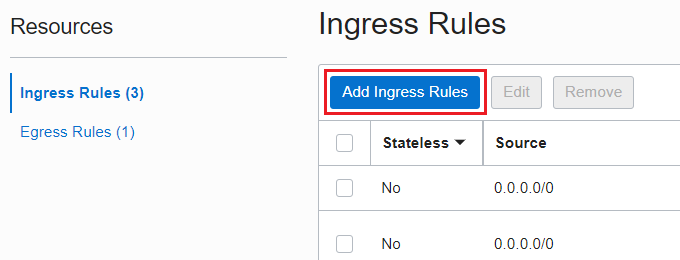 Resources
Ingress Rules (3)
Egress Rules (1)
Ingress Rules
Add Ingress Rules Edit Remove
Stateless Source
No 0.0.0.0/0
No 0.0.0.0/0